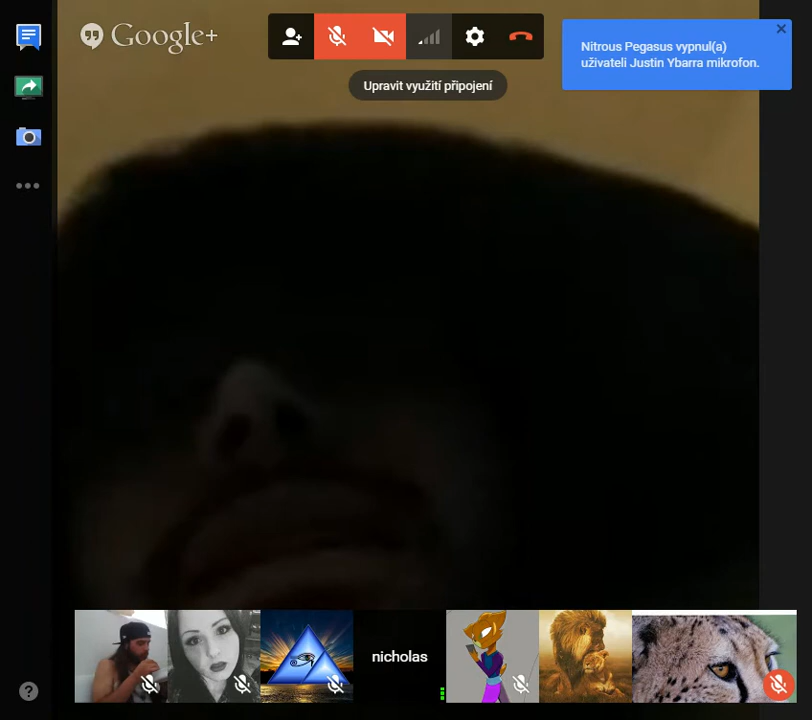 Google+
Nitrous Pegasus vypnul(a)
uživateli Justin Ybarra mikrofon.
Upravit využití připojení
nicholas